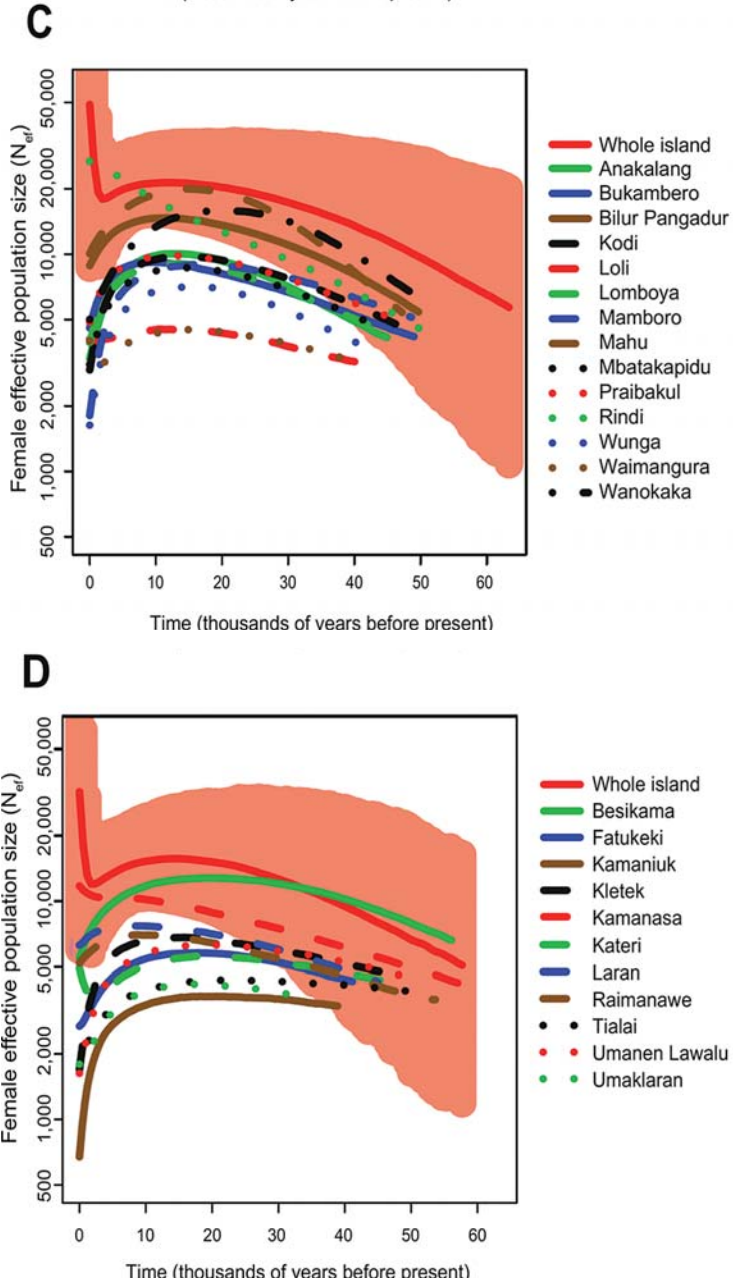 C
Female effective population size (Nef)
50,000
20,000
10,000
5,000
2,000
1,000
500
0 10 20 30 40 50 60
Time (thousands of years before present)
Whole island
Anakalang
Bukambero
Bilur Pangadur
Kodi
Loli
Lomboya
Mamboro
Mahu
Mbatakapidu
Praibakul
Rindi
Wunga
Waimangura
Wanokaka
D
Female effective population size (Nef)
50,000
20,000
10,000
5,000
2,000
1,000
500
0 10 20 30 40 50 60
Time (thousands of years before present)
Whole island
Besikama
Fatukeki
Kamaniuk
Kletek
Kamanasa
Kateri
Laran
Raimanawe
Tialai
Umanen Lawalu
Umaklaran